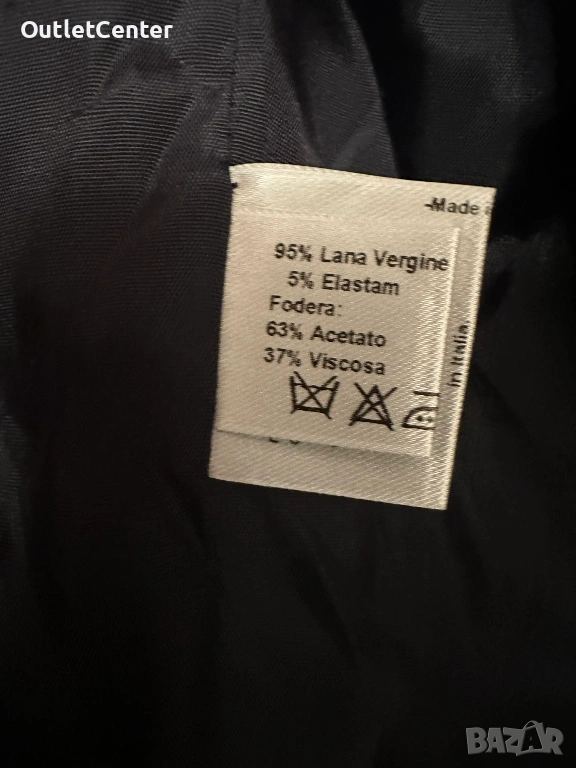 OutletCenter
-Made
in Italia.
95% Lana Vergine
5% Elastam
Fodera:
63% Acetato
37% Viscosa
BAZAR